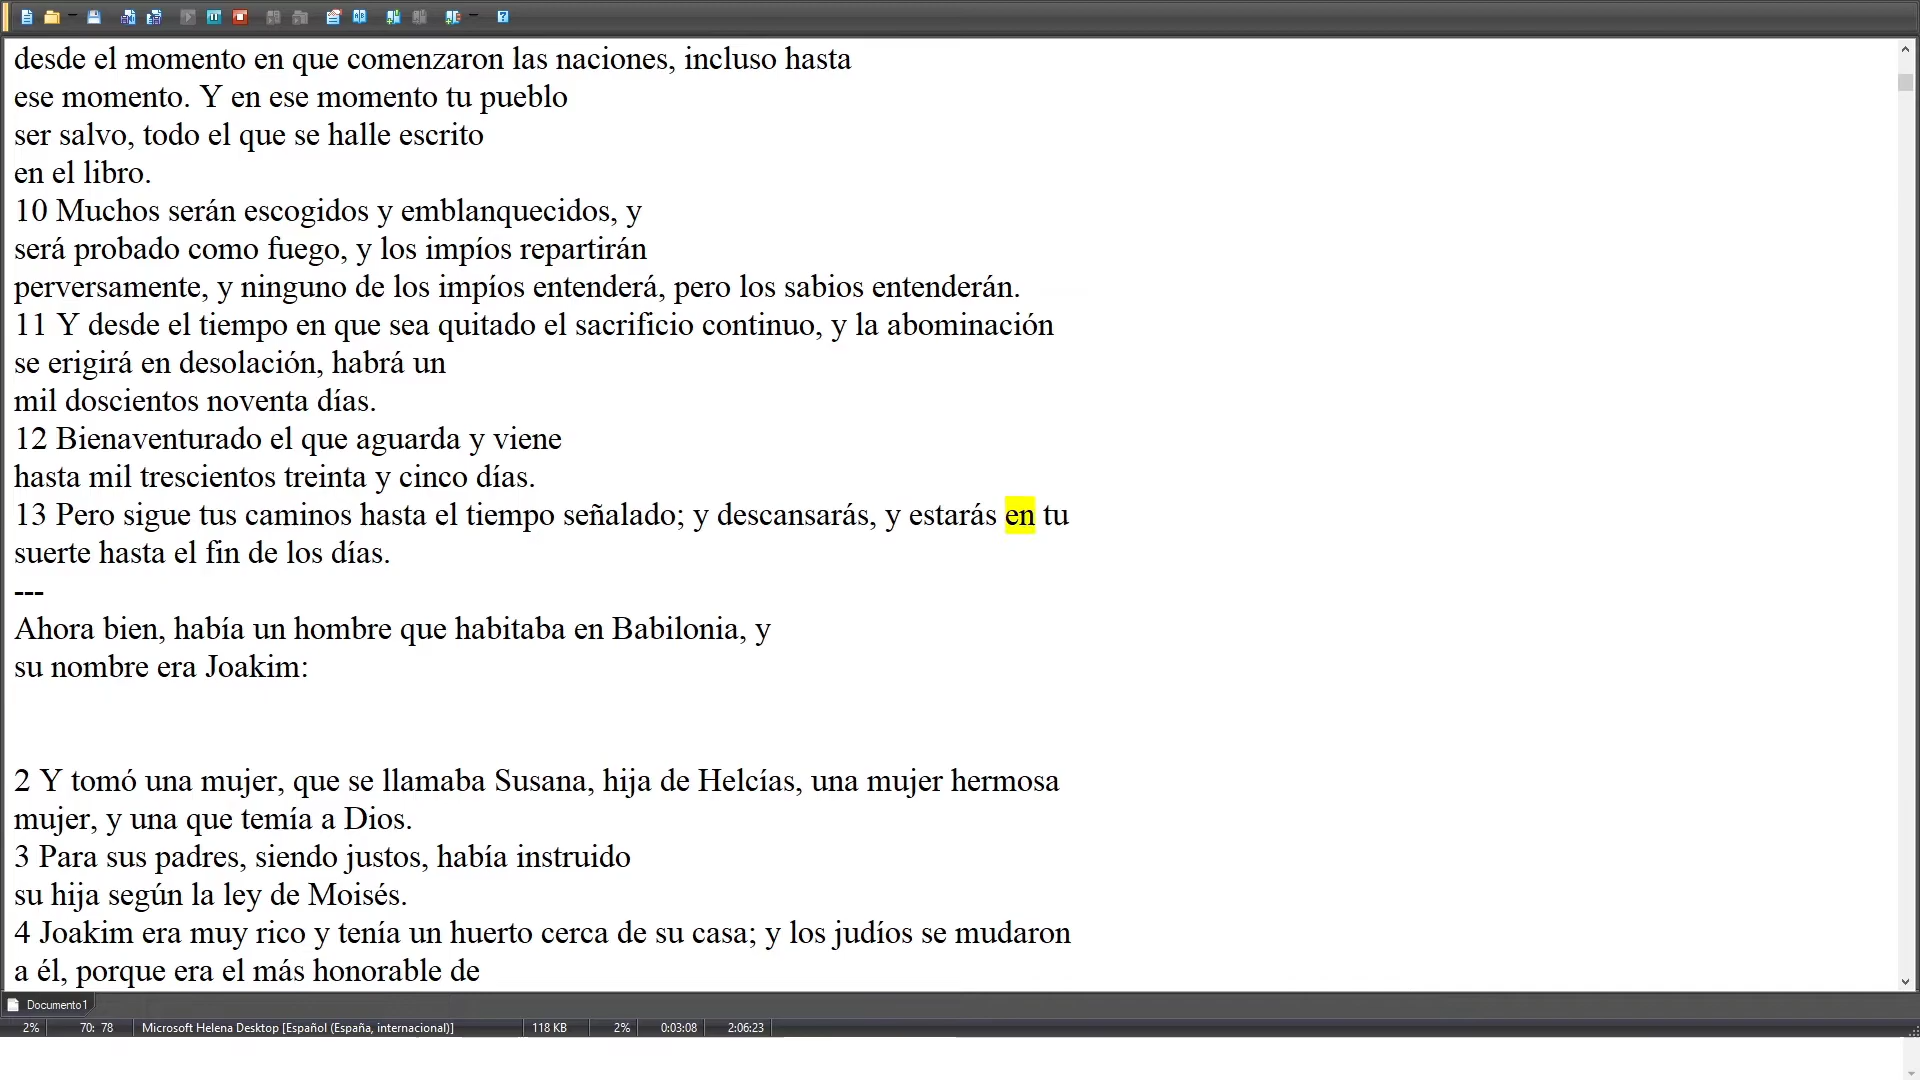 desde el momento en que comenzaron las naciones, incluso hasta
ese momento. Y en ese momento tu pueblo
ser salvo, todo el que se halle escrito
en el libro.
10 Muchos serán escogidos y emblanquecidos, y
será probado como fuego, y los impíos repartirán
perversamente, y ninguno de los impíos entenderá, pero los sabios entenderán.
11 Y desde el tiempo en que sea quitado el sacrificio continuo, y la abominación
se erigirá en desolación, habrá un
mil doscientos noventa días.
12 Bienaventurado el que aguarda y viene
hasta mil trescientos treinta y cinco días.
13 Pero sigue tus caminos hasta el tiempo señalado; y descansarás, y estarás en tu
suerte hasta el fin de los días.
---
Ahora bien, había un hombre que habitaba en Babilonia, y
su nombre era Joakim:
2 Y tomó una mujer, que se llamaba Susana, hija de Helcías, una mujer hermosa
mujer, y una que temía a Dios.
3 Para sus padres, siendo justos, había instruido
su hija según la ley de Moisés.
4 Joakim era muy rico y tenía un huerto cerca de su casa; y los judíos se mudaron
a él, porque era el más honorable de
Documento1
2% 70: 78 Microsoft Helena Desktop [Español (España, internacional)] 118 KB 2% 0:03:08 2:06:23